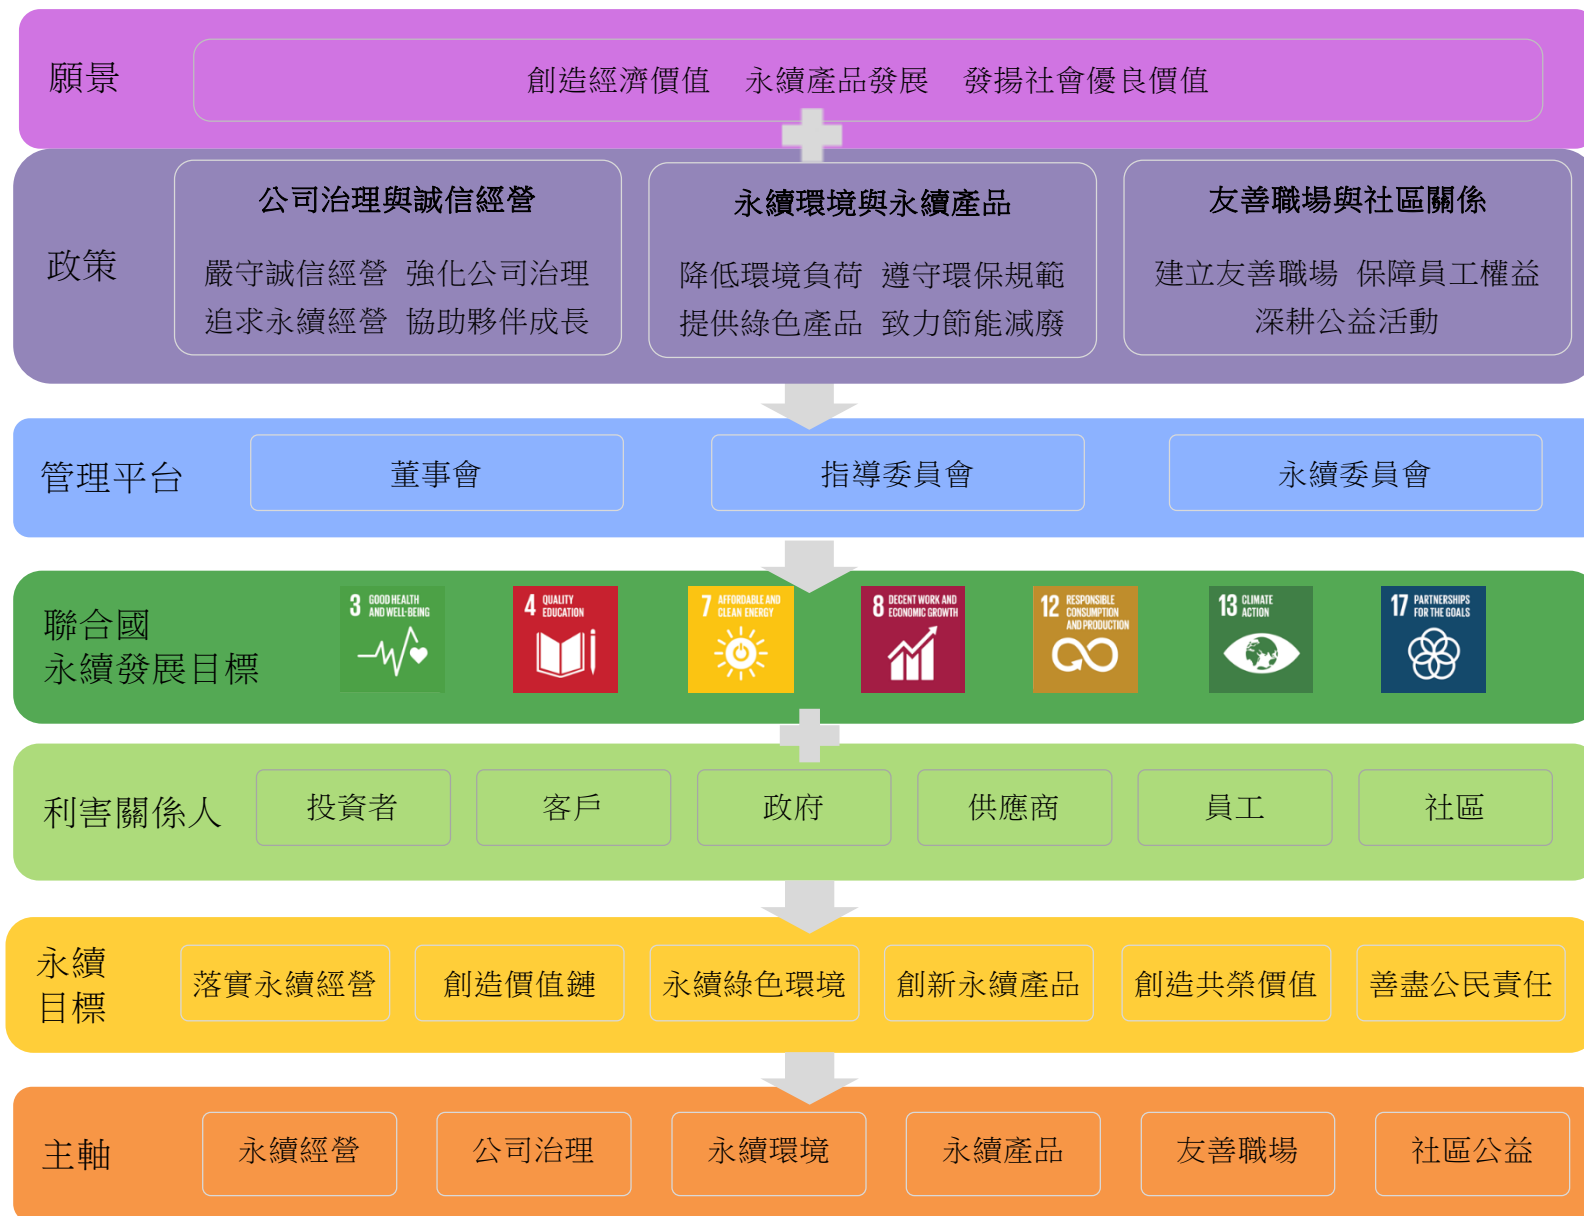 願景
創造經濟價值 永續產品發展 發揚社會優良價值
政策
公司治理與誠信經營
嚴守誠信經營 強化公司治理
追求永續經營 協助夥伴成長
永續環境與永續產品
降低環境負荷 遵守環保規範
提供綠色產品 致力節能減廢
友善職場與社區關係
建立友善職場 保障員工權益
深耕公益活動
管理平台
董事會
指導委員會
永續委員會
聯合國
永續發展目標
3 GOOD HEALTH
AND WELL-BEING
4 QUALITY
EDUCATION
7 AFFORDABLE AND
CLEAN ENERGY
8 DECENT WORK AND
ECONOMIC GROWTH
12 RESPONSIBLE
CONSUMPTION
AND PRODUCTION
13 CLIMATE
ACTION
17 PARTNERSHIPS
FOR THE GOALS
利害關係人
投資者
客戶
政府
供應商
員工
社區
永續
目標
落實永續經營
創造價值鏈
永續綠色環境
創新永續產品
創造共榮價值
善盡公民責任
主軸
永續經營
公司治理
永續環境
永續產品
友善職場
社區公益